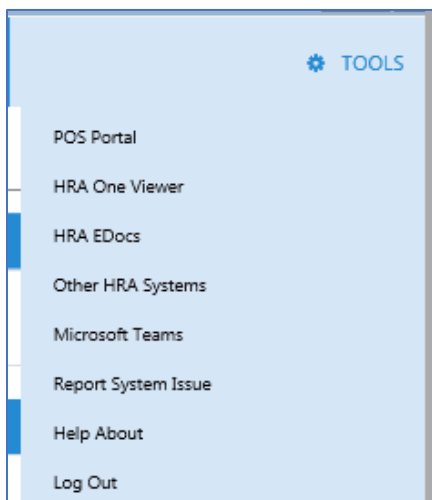 TOOLS
POS Portal
HRA One Viewer
HRA EDocs
Other HRA Systems
Microsoft Teams
Report System Issue
Help About
Log Out